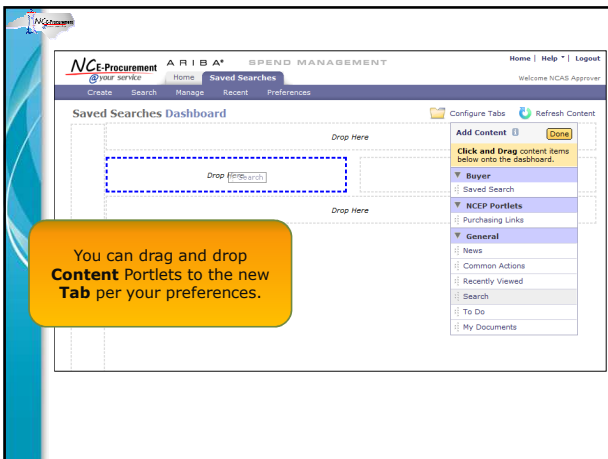 NCE-Procurement
NCE-Procurement ARIBA® SPEND MANAGEMENT Home | Help | Logout
@your service Home Saved Searches Welcome NCAS Approver
Create Search Manage Recent Preferences
Saved Searches Dashboard Configure Tabs Refresh Content
Drop Here
Drop Here
Search
Drop Here
Add Content Done
Click and Drag content items
below onto the dashboard.
Buyer
Saved Search
NCEP Portlets
Purchasing Links
General
News
Common Actions
Recently Viewed
Search
To Do
My Documents
You can drag and drop
Content Portlets to the new
Tab per your preferences.